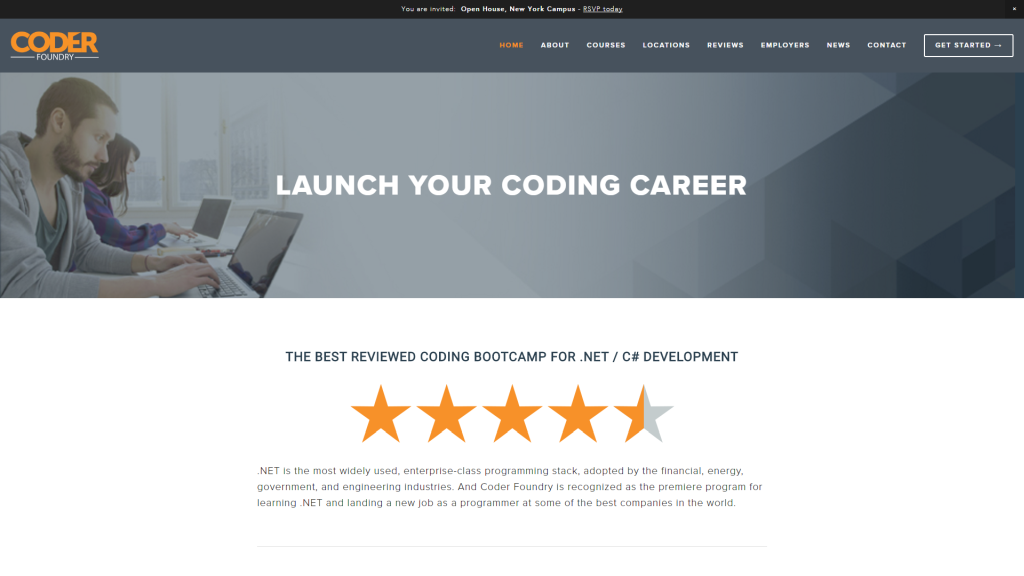 You are invited: Open House, New York Campus - RSVP today ×
CODER
FOUNDRY
HOME ABOUT COURSES LOCATIONS REVIEWS EMPLOYERS NEWS CONTACT GET STARTED →
LAUNCH YOUR CODING CAREER
THE BEST REVIEWED CODING BOOTCAMP FOR .NET / C# DEVELOPMENT
.NET is the most widely used, enterprise-class programming stack, adopted by the financial, energy,
government, and engineering industries. And Coder Foundry is recognized as the premiere program for
learning .NET and landing a new job as a programmer at some of the best companies in the world.